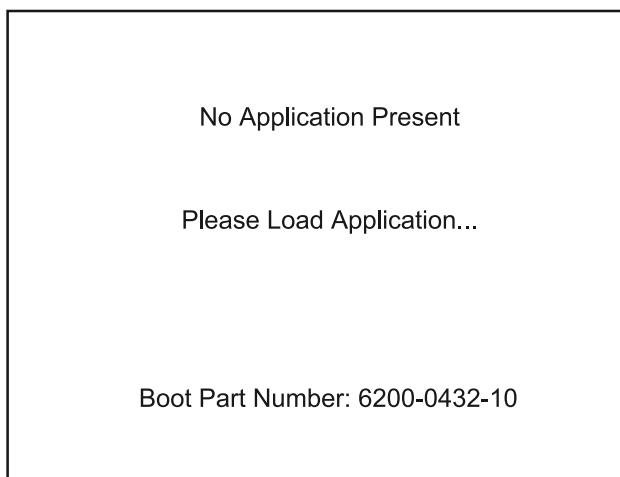 No Application Present
Please Load Application...
Boot Part Number: 6200-0432-10